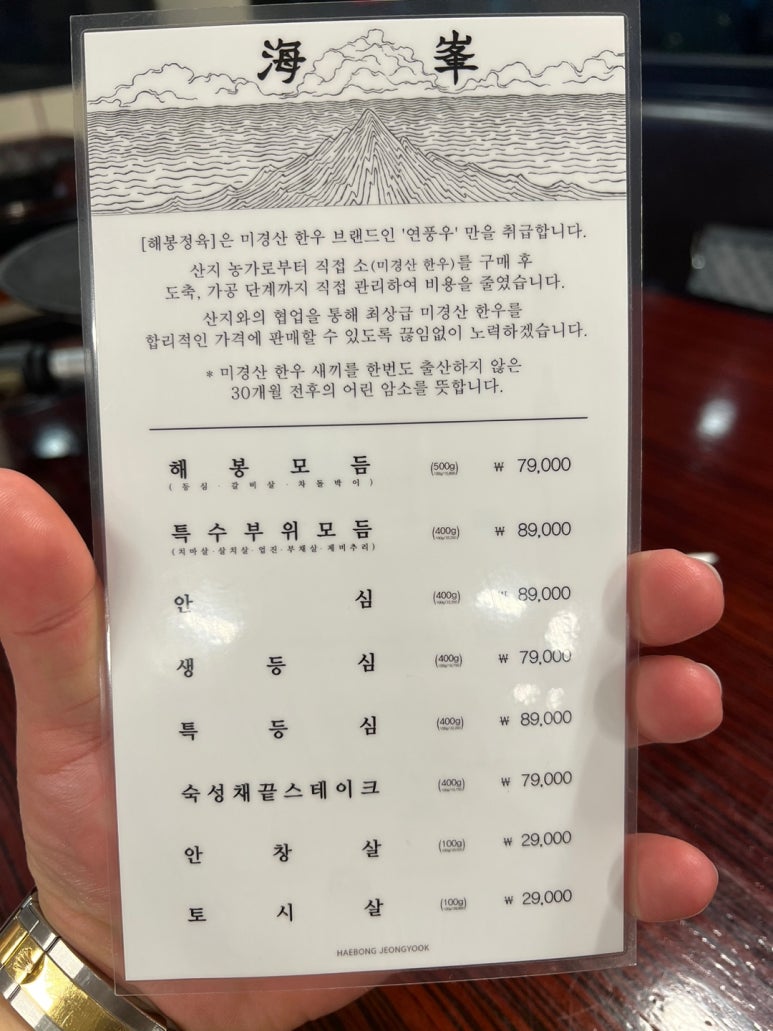 海 峯
[해봉정육]은 미경산 한우 브랜드인 '연풍우' 만을 취급합니다.
산지 농가로부터 직접 소(미경산 한우)를 구매 후
도축, 가공 단계까지 직접 관리하여 비용을 줄였습니다.
산지와의 협업을 통해 최상급 미경산 한우를
합리적인 가격에 판매할 수 있도록 끊임없이 노력하겠습니다.
* 미경산 한우 새끼를 한번도 출산하지 않은
30개월 전후의 어린 암소를 뜻합니다.
해봉모듬 (500g) ₩ 79,000
(등심·갈비살·차돌박이)
특수부위모듬 (400g) ₩ 89,000
(치마살·살치살·업진·부채살·제비추리)
안심 (400g) ₩ 89,000
생등심 (400g) ₩ 79,000
특등심 (400g) ₩ 89,000
숙성채끝스테이크 (400g) ₩ 79,000
안창살 (100g) ₩ 29,000
토시살 (100g) ₩ 29,000
HAEBONG JEONGYOOK